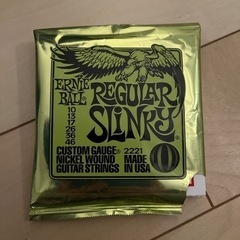 ERNIE
BALL
REGULAR
SLINKY
10
13
17
26
36
46
CUSTOM GAUGE
NICKEL WOUND
GUITAR STRINGS
2221
MADE
IN USA